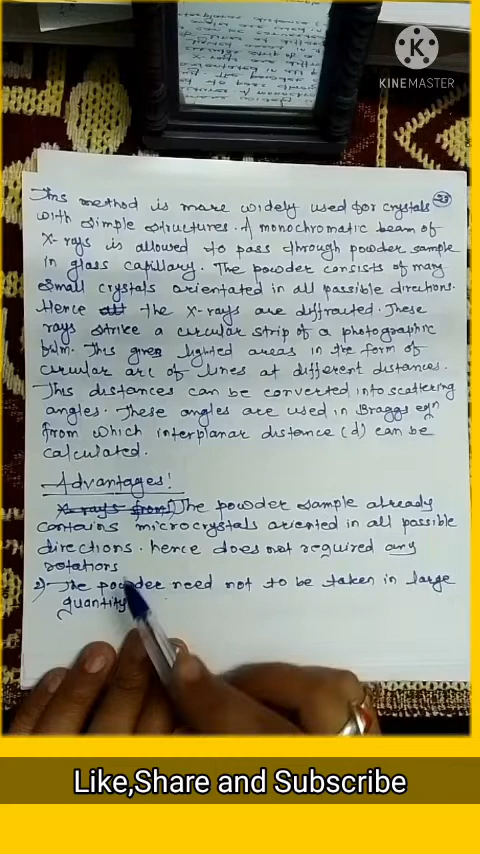 K
KINEMASTER
23
This method is more widely used for crystals
with simple structures. A monochromatic beam of
X-rays is allowed to pass through powder sample
in glass capillary. The powder consists of many
small crystals orientated in all possible directions.
Hence all the X-rays are diffracted. These
rays strike a circular strip of a photographic
film. This gives lighted areas in the form of
circular arc of lines at different distances.
This distances can be converted into scattering
angles. These angles are used in Braggs eqn
from which interplanar distance (d) can be
calculated.
Advantages!
X-rays from 1) The powder sample already
contains microcrystals oriented in all possible
directions. hence does not required any
rotations
2) The powder need not to be taken in large
quantity
Like,Share and Subscribe